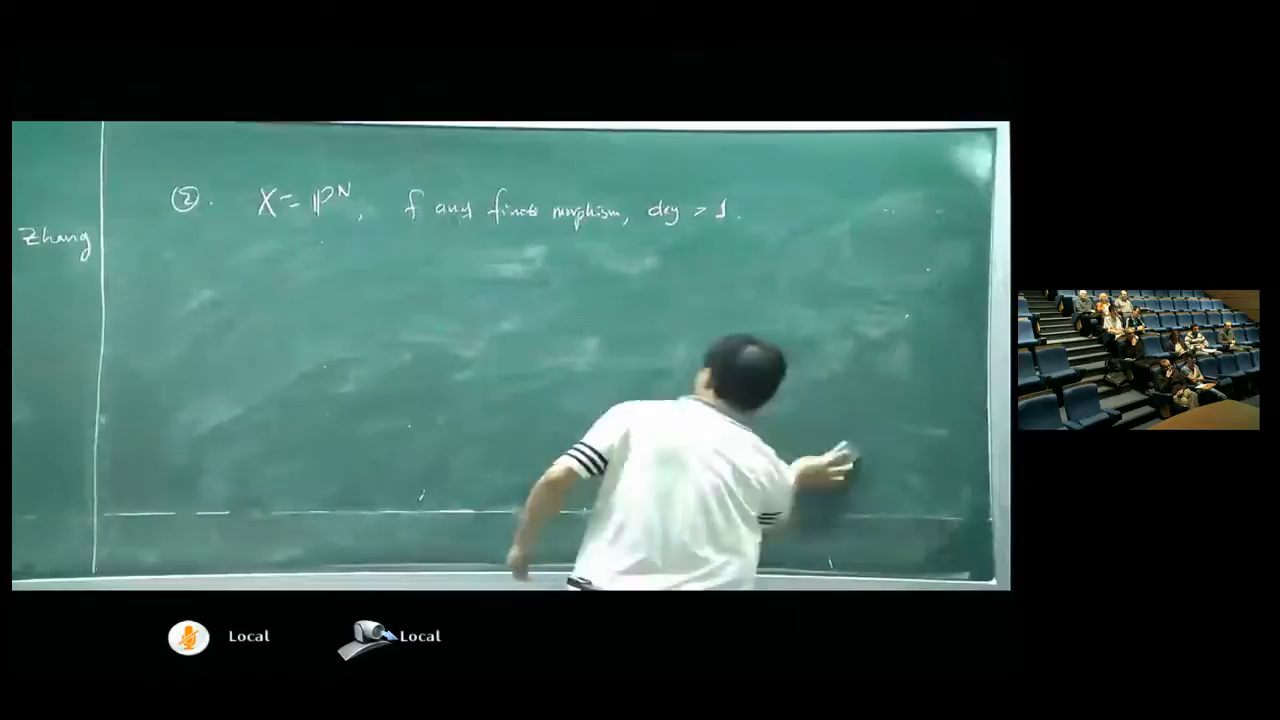 ②. X = ℙᴺ, f any finite morphism, deg > 1.
Zhang
Local
Local